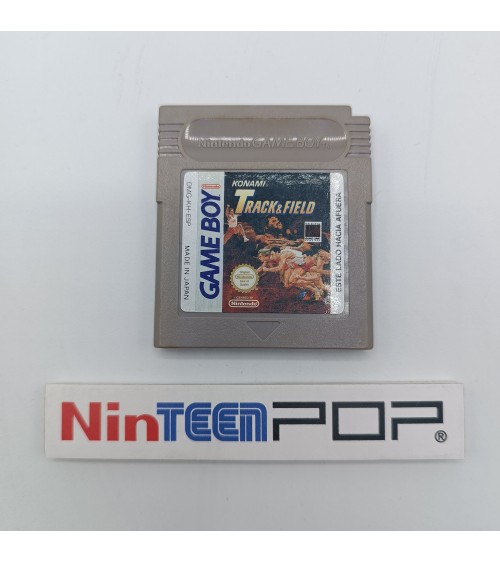 Nintendo GAME BOY
KONAMI
TRACK & FIELD
GAME BOY
DMG-KH-ESP
MADE IN JAPAN
ESTE LADO HACIA AFUERA
Nintendo
NinTEENPOP®